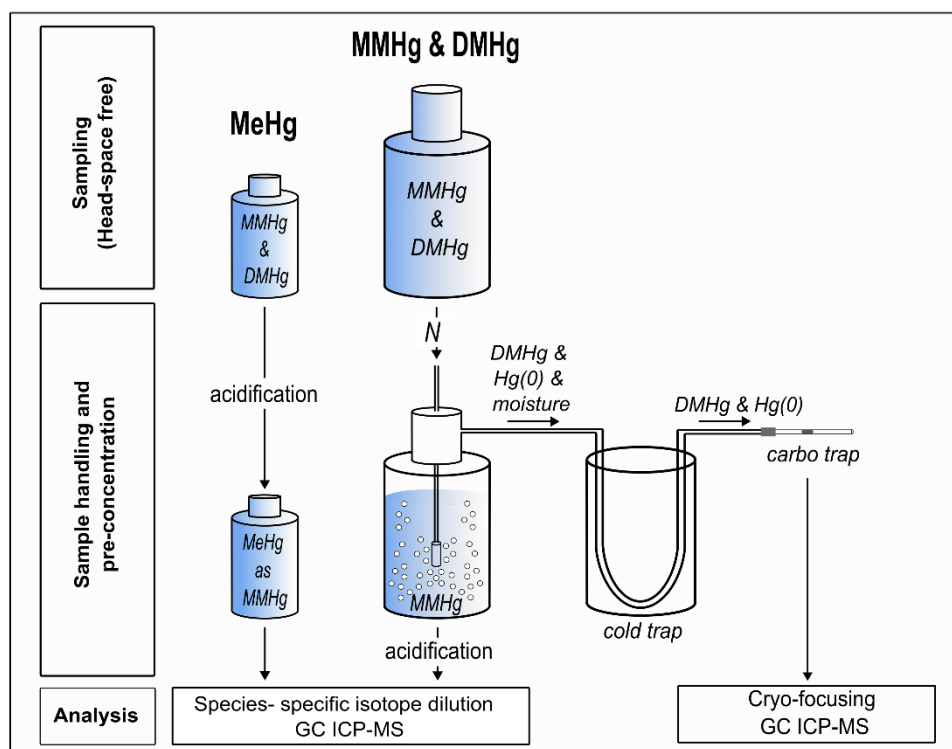 Sampling
(Head-space free)
MeHg
MMHg
&
DMHg
MMHg & DMHg
MMHg
&
DMHg
Sample handling and
pre-concentration
acidification
MeHg
as
MMHg
N
DMHg &
Hg(0) &
moisture
MMHg
acidification
cold trap
DMHg & Hg(0)
carbo trap
Analysis
Species- specific isotope dilution
GC ICP-MS
Cryo-focusing
GC ICP-MS